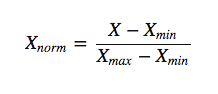 X_norm = (X − X_min) / (X_max − X_min)